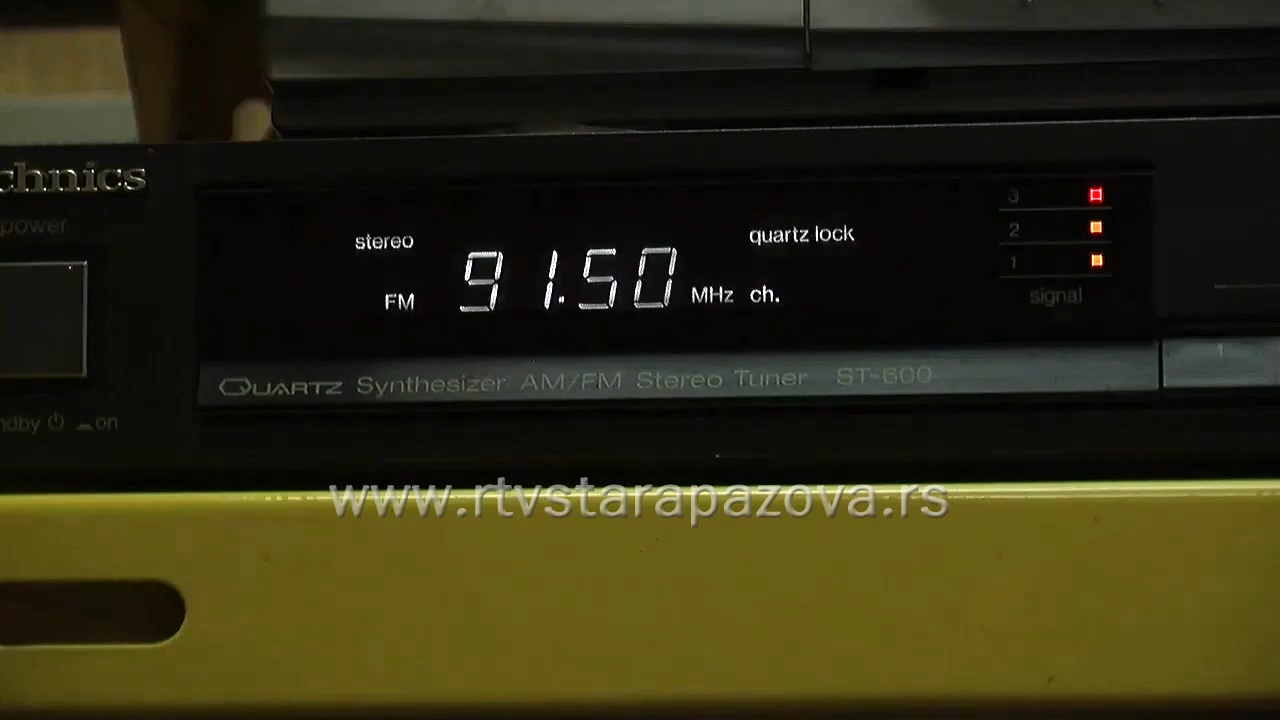 chnics
power
stereo
quartz lock
FM 91.50 MHz ch.
3
2
1
signal
QUARTZ Synthesizer AM/FM Stereo Tuner ST-600
ndby on
www.rtvstarapazova.rs